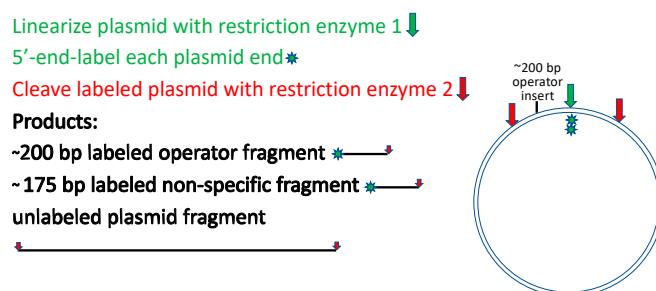 Linearize plasmid with restriction enzyme 1
5’-end-label each plasmid end
Cleave labeled plasmid with restriction enzyme 2
Products:
~200 bp labeled operator fragment
~175 bp labeled non-specific fragment
unlabeled plasmid fragment
~200 bp
operator
insert